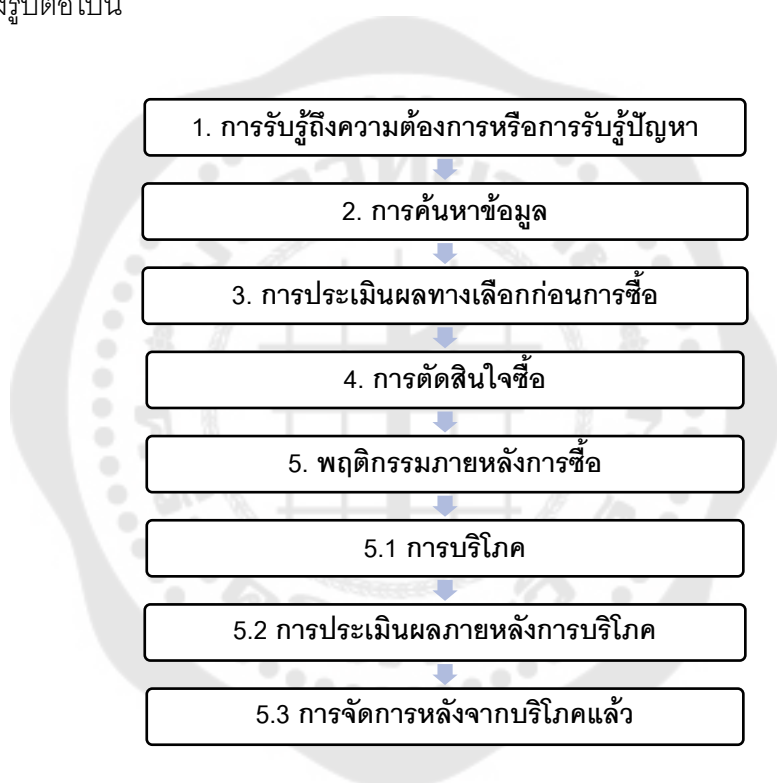 1. การรับรู้ถึงความต้องการหรือการรับรู้ปัญหา
2. การค้นหาข้อมูล
3. การประเมินผลทางเลือกก่อนการซื้อ
4. การตัดสินใจซื้อ
5. พฤติกรรมภายหลังการซื้อ
5.1 การบริโภค
5.2 การประเมินผลภายหลังการบริโภค
5.3 การจัดการหลังจากบริโภคแล้ว